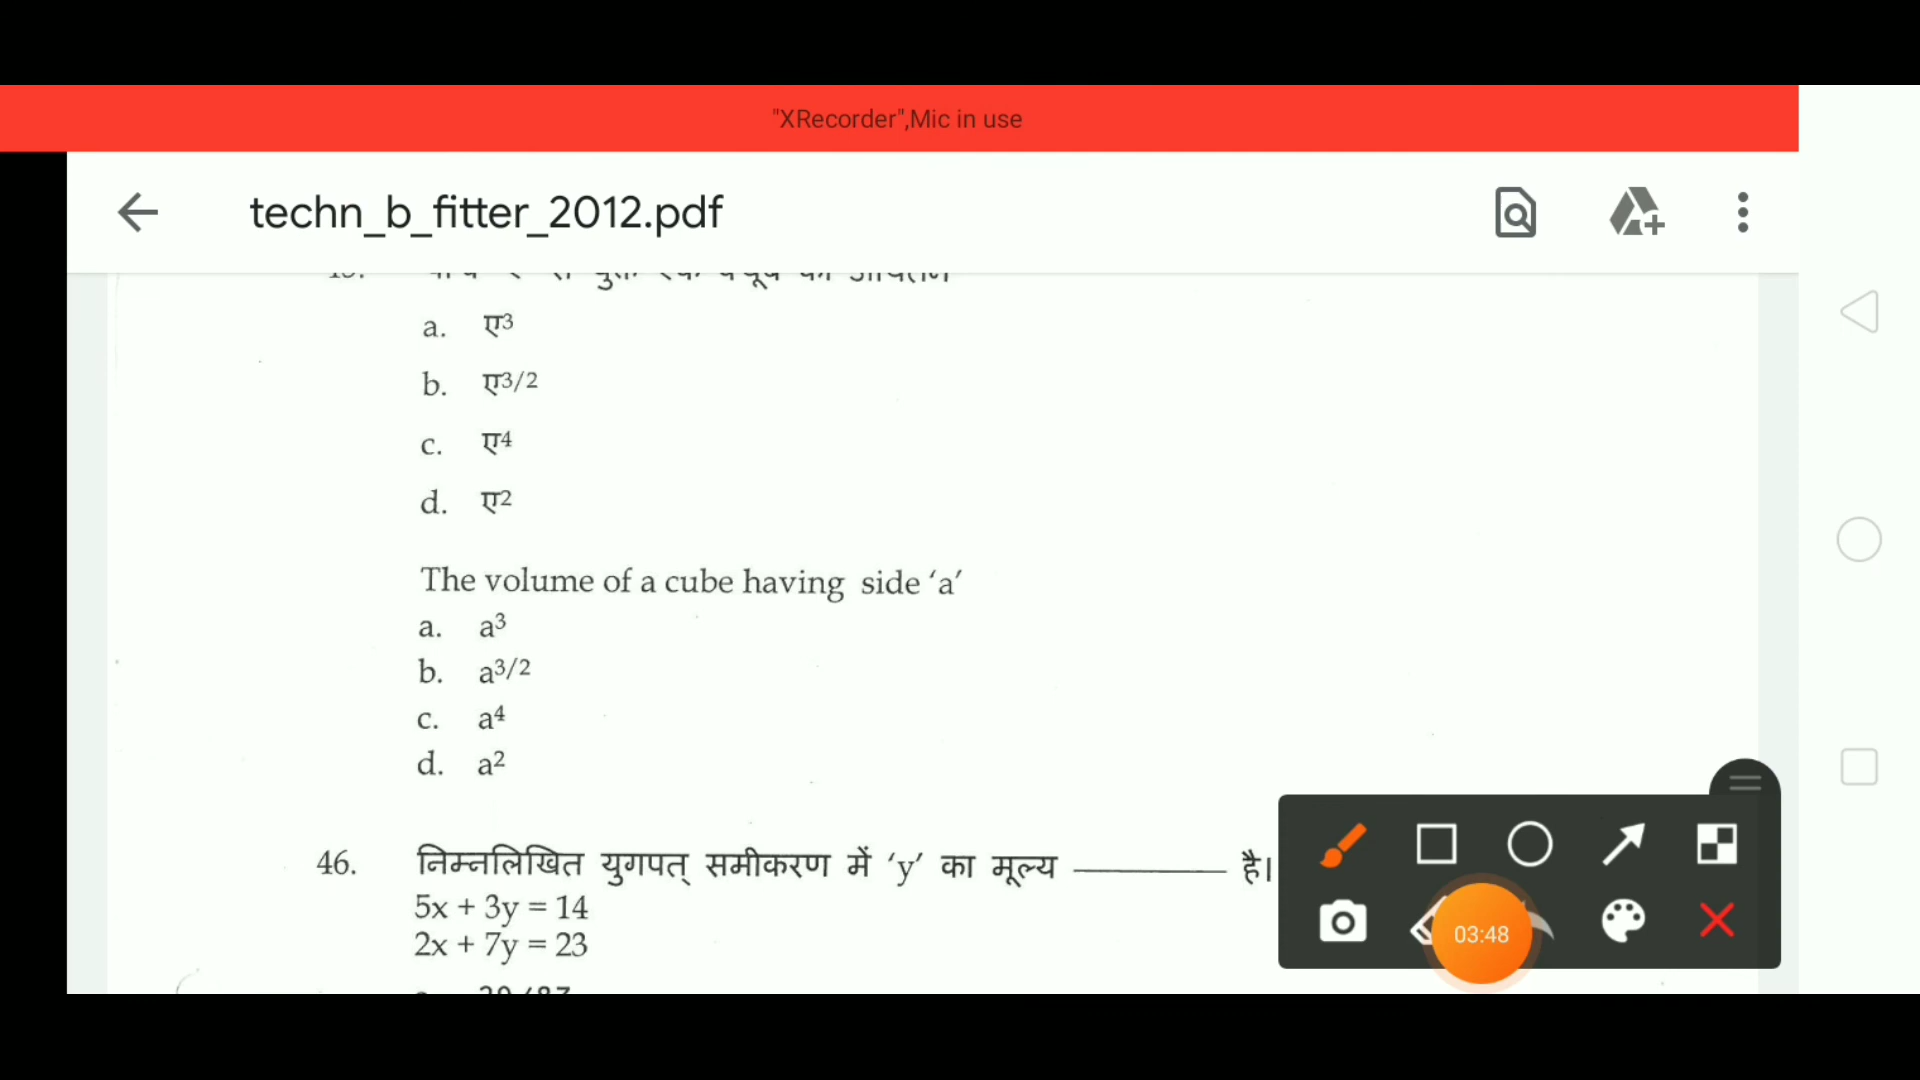 "XRecorder",Mic in use
techn_b_fitter_2012.pdf
a. ए³
b. ए³/²
c. ए⁴
d. ए²
The volume of a cube having side ‘a’
a. a³
b. a³/²
c. a⁴
d. a²
46. निम्नलिखित युगपत् समीकरण में ‘y’ का मूल्य ________ है।
5x + 3y = 14
2x + 7y = 23
03:48